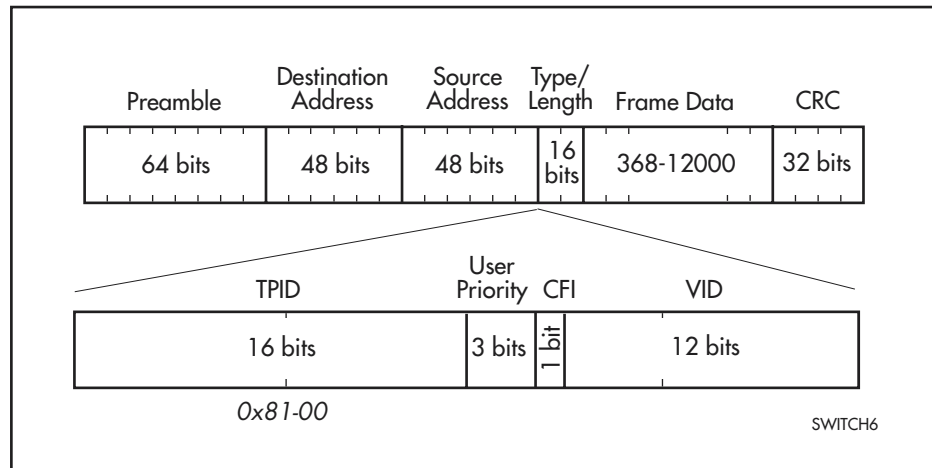 Preamble
Destination
Address
Source
Address
Type/
Length
Frame Data
CRC
64 bits
48 bits
48 bits
16
bits
368-12000
32 bits
TPID
User
Priority
CFI
VID
16 bits
3 bits
1 bit
12 bits
0x81-00
SWITCH6